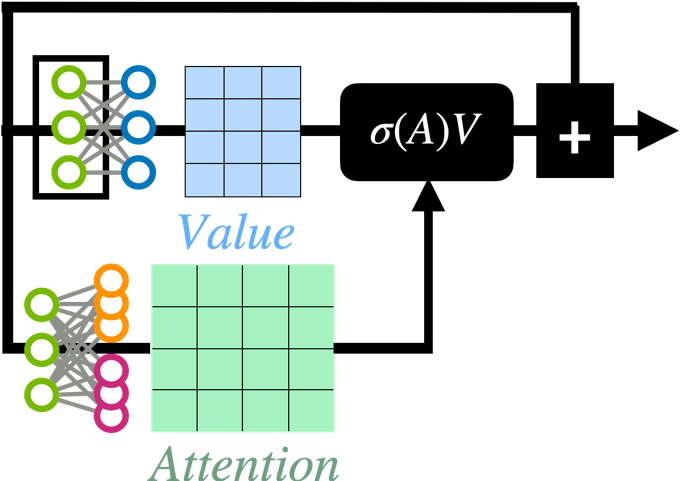 σ(A)V
+
Value
Attention